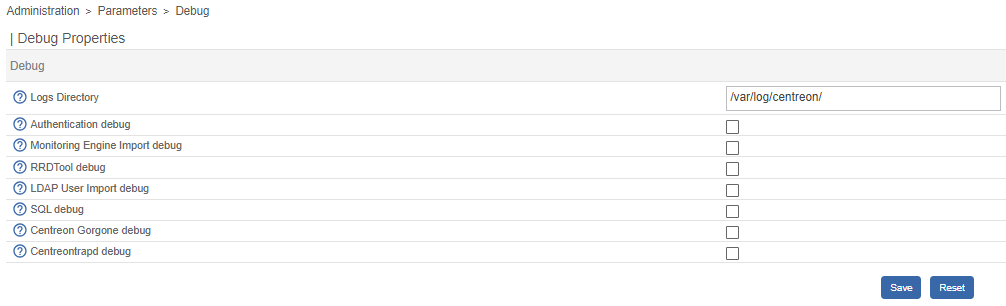 Administration > Parameters > Debug
| Debug Properties
Debug
? Logs Directory /var/log/centreon/
? Authentication debug
? Monitoring Engine Import debug
? RRDTool debug
? LDAP User Import debug
? SQL debug
? Centreon Gorgone debug
? Centreontrapd debug
Save Reset